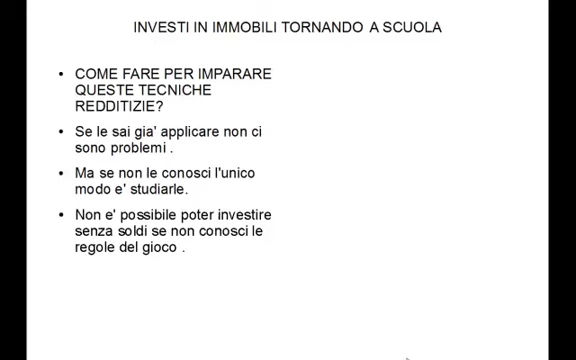 INVESTI IN IMMOBILI TORNANDO A SCUOLA
• COME FARE PER IMPARARE
QUESTE TECNICHE
REDDITIZIE?
• Se le sai gia' applicare non ci
sono problemi .
• Ma se non le conosci l'unico
modo e' studiarle.
• Non e' possibile poter investire
senza soldi se non conosci le
regole del gioco .